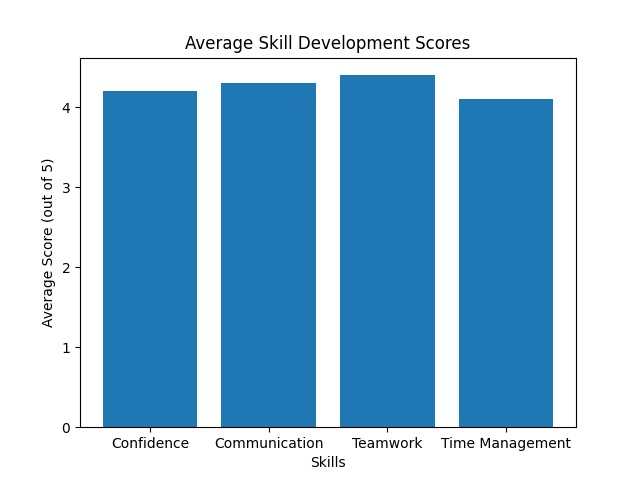 Average Skill Development Scores
Average Score (out of 5)
4
3
2
1
0
Confidence Communication Teamwork Time Management
Skills